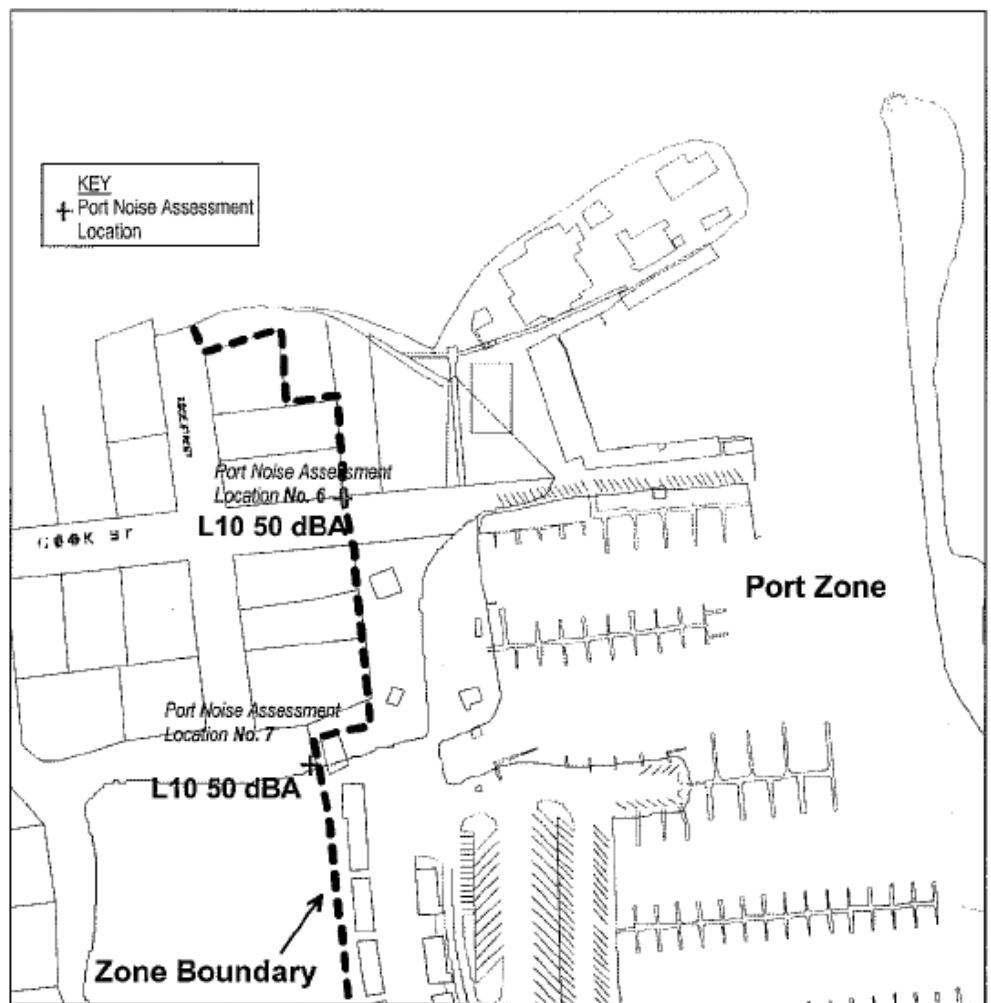 KEY
Port Noise Assessment
Location
Port Noise Assessment
Location No. 6
L10 50 dBA
Port Zone
Port Noise Assessment
Location No. 7
L10 50 dBA
Zone Boundary